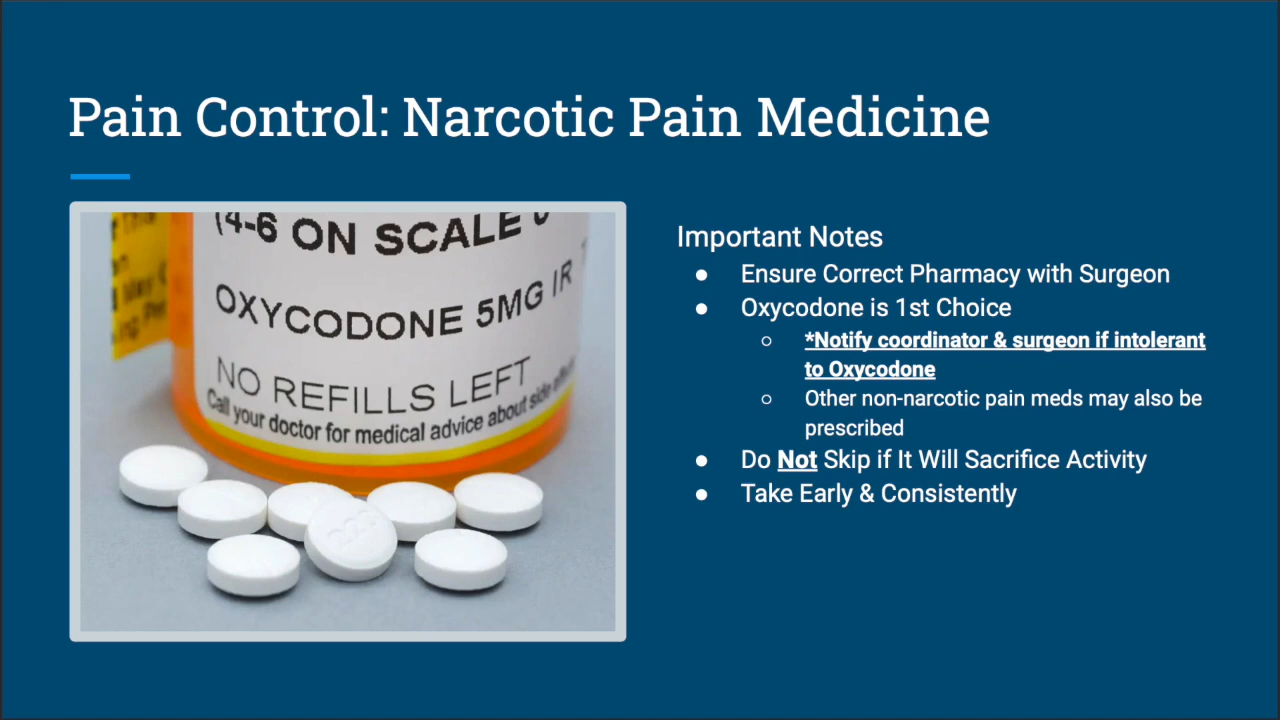 Pain Control: Narcotic Pain Medicine
(4-6 ON SCALE
OXYCODONE 5MG IR
NO REFILLS LEFT
Call your doctor for medical advice about side
Important Notes
● Ensure Correct Pharmacy with Surgeon
● Oxycodone is 1st Choice
○ *Notify coordinator & surgeon if intolerant
to Oxycodone
○ Other non-narcotic pain meds may also be
prescribed
● Do Not Skip if It Will Sacrifice Activity
● Take Early & Consistently